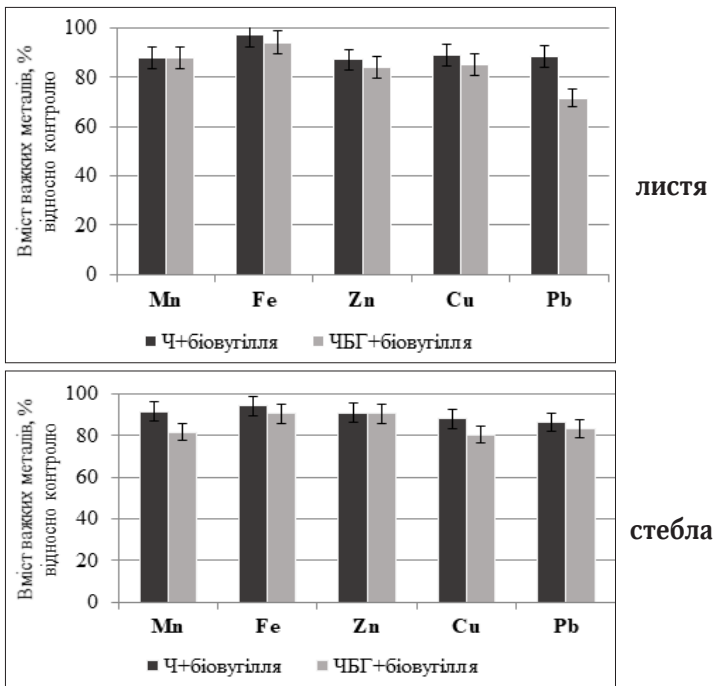 Вміст важких металів, %
відносно контролю
100
80
60
40
20
0
Mn Fe Zn Cu Pb
Ч+біовугілля ЧБГ+біовугілля
листя
Вміст важких металів, %
відносно контролю
100
80
60
40
20
0
Mn Fe Zn Cu Pb
Ч+біовугілля ЧБГ+біовугілля
стебла